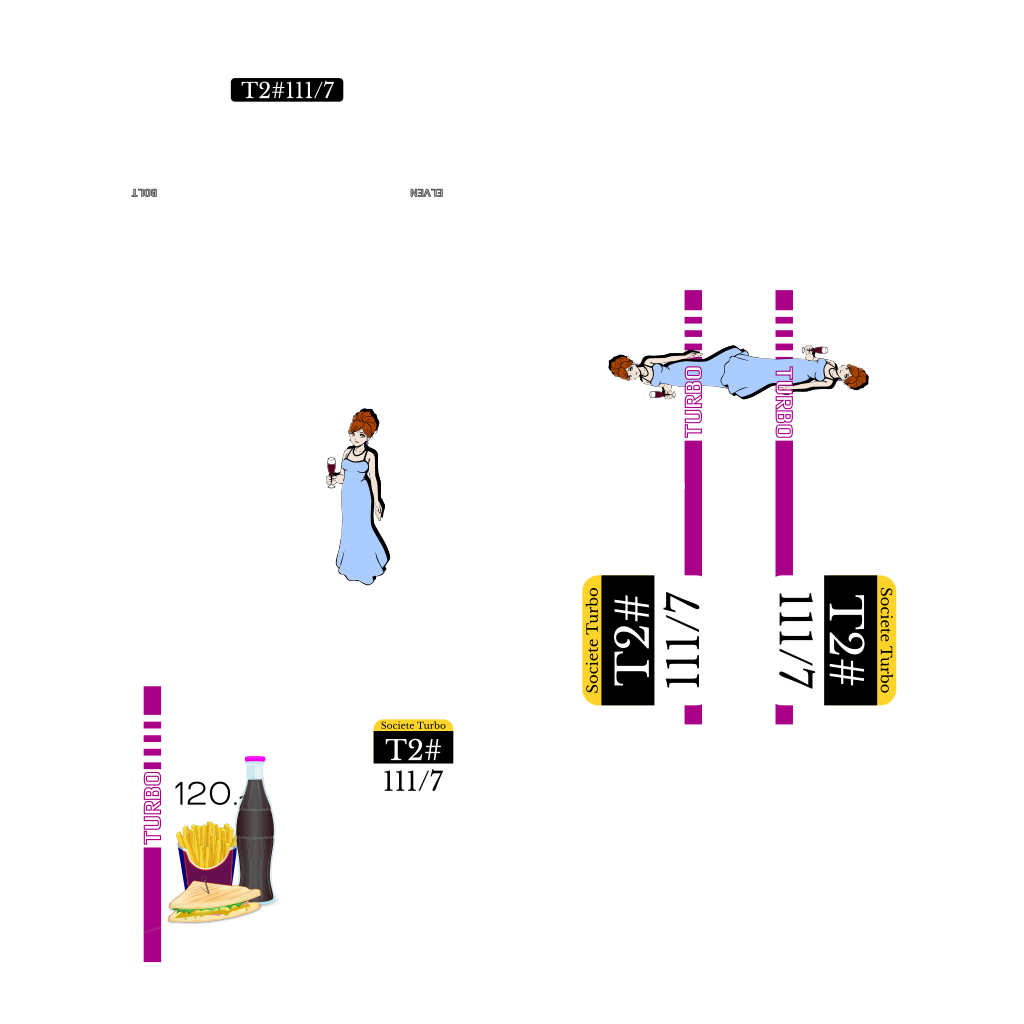 T2#111/7
BOLT
ELVEN
TURBO
TURBO
Societe Turbo
T2#
111/7
111/7
T2#
Societe Turbo
Societe Turbo
T2#
111/7
TURBO
120.